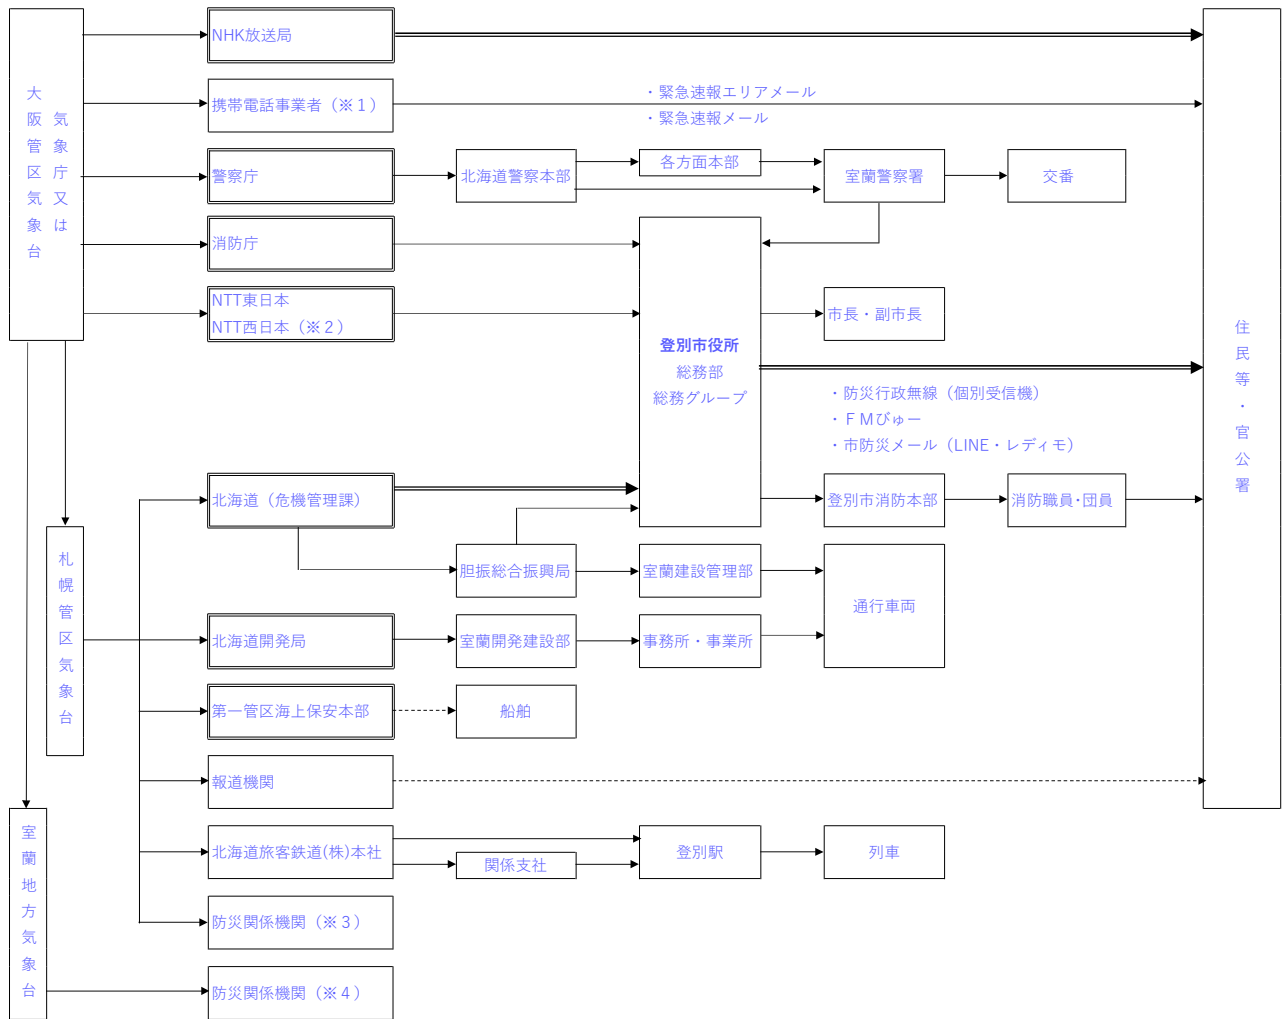 気象庁又は
大阪管区気象台
NHK放送局
携帯電話事業者（※１）
・緊急速報エリアメール
・緊急速報メール
警察庁
北海道警察本部
各方面本部
室蘭警察署
交番
消防庁
NTT東日本
NTT西日本（※２）
登別市役所
総務部
総務グループ
市長・副市長
・防災行政無線（個別受信機）
・ＦＭびゅー
・市防災メール（LINE・レディモ）
住民等・官公署
北海道（危機管理課）
登別市消防本部
消防職員・団員
札幌管区気象台
胆振総合振興局
室蘭建設管理部
通行車両
北海道開発局
室蘭開発建設部
事務所・事業所
第一管区海上保安本部
船舶
報道機関
室蘭地方気象台
北海道旅客鉄道(株)本社
関係支社
登別駅
列車
防災関係機関（※３）
防災関係機関（※４）